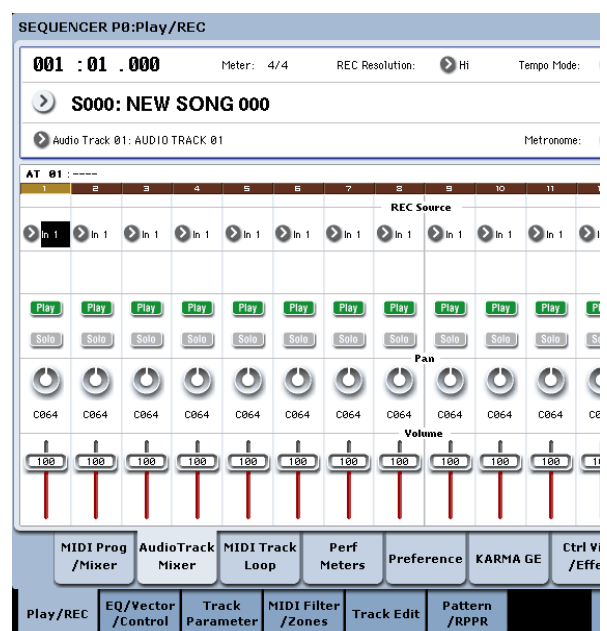 SEQUENCER P0:Play/REC
001 :01 .000 Meter: 4/4 REC Resolution: Hi Tempo Mode:
S000: NEW SONG 000
Audio Track 01: AUDIO TRACK 01 Metronome:
AT 01 :----
1 2 3 4 5 6 7 8 9 10 11
REC Source
In 1 In 1 In 1 In 1 In 1 In 1 In 1 In 1 In 1 In 1 In 1
Play Play Play Play Play Play Play Play Play Play Play
Solo Solo Solo Solo Solo Solo Solo Solo Solo Solo Solo
Pan
C064 C064 C064 C064 C064 C064 C064 C064 C064 C064 C064
Volume
100 100 100 100 100 100 100 100 100 100 100
MIDI Prog AudioTrack MIDI Track Perf Preference KARMA GE Ctrl Vi
/Mixer Mixer Loop Meters /Effe
Play/REC EQ/Vector Track MIDI Filter Track Edit Pattern
/Control Parameter /Zones /RPPR